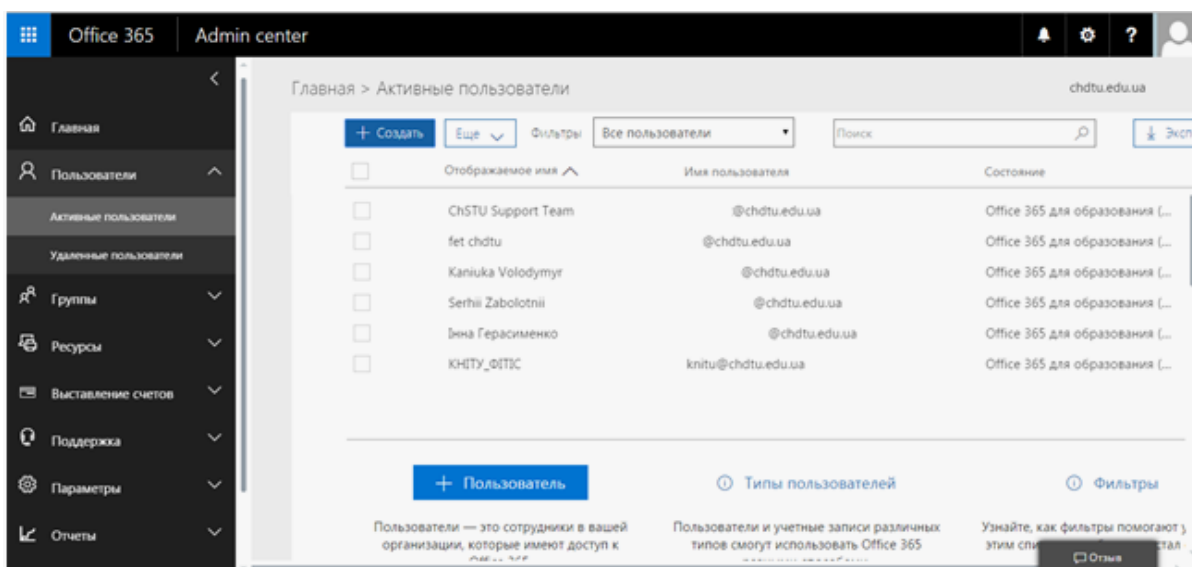 Office 365 Admin center
?
Главная > Активные пользователи
chdtu.edu.ua
Главная
Пользователи
Активные пользователи
Удаленные пользователи
Группы
Ресурсы
Выставление счетов
Поддержка
Параметры
Отчеты
+ Создать Еще Фильтры Все пользователи Поиск Эксп
Отображаемое имя Имя пользователя Состояние
ChSTU Support Team @chdtu.edu.ua Office 365 для образования (...
fet chdtu @chdtu.edu.ua Office 365 для образования (...
Kaniuka Volodymyr @chdtu.edu.ua Office 365 для образования (...
Serhii Zabolotnii @chdtu.edu.ua Office 365 для образования (...
Інна Герасименко @chdtu.edu.ua Office 365 для образования (...
КНІТУ_ФІТІС knitu@chdtu.edu.ua Office 365 для образования (...
+ Пользователь
Пользователи — это сотрудники в вашей
организации, которые имеют доступ к
Office 365
Типы пользователей
Пользователи и учетные записи различных
типов смогут использовать Office 365
Фильтры
Узнайте, как фильтры помогают
этим
Отзыв